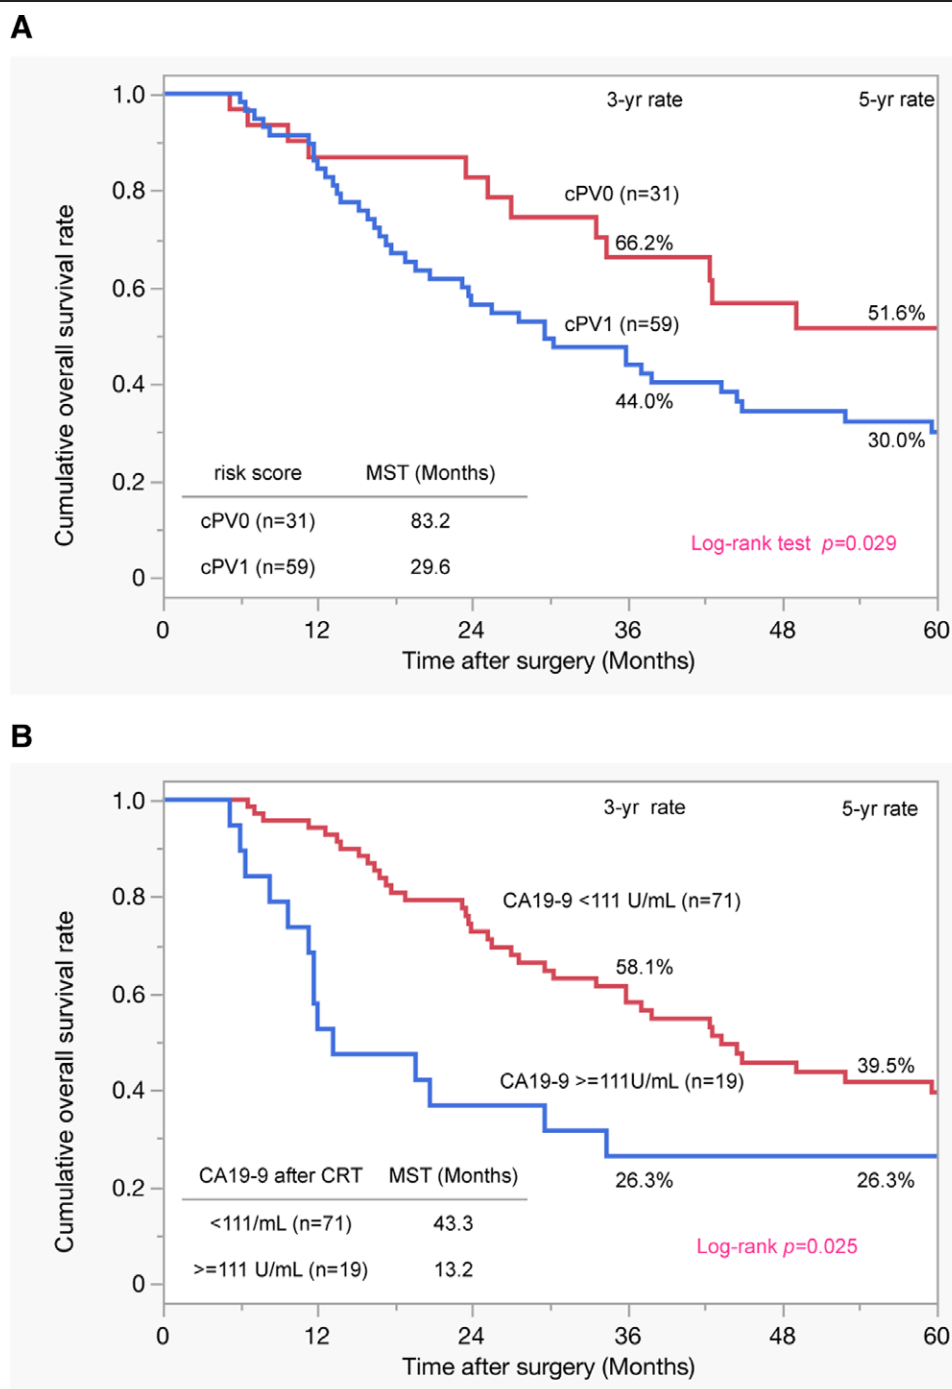 A
Cumulative overall survival rate
1.0
0.8
0.6
0.4
0.2
0
3-yr rate 5-yr rate
cPV0 (n=31)
66.2%
51.6%
cPV1 (n=59)
44.0%
30.0%
risk score MST (Months)
cPV0 (n=31) 83.2
cPV1 (n=59) 29.6
Log-rank test p=0.029
0 12 24 36 48 60
Time after surgery (Months)
B
Cumulative overall survival rate
1.0
0.8
0.6
0.4
0.2
0
3-yr rate 5-yr rate
CA19-9 <111 U/mL (n=71)
58.1%
39.5%
CA19-9 >=111U/mL (n=19)
26.3% 26.3%
CA19-9 after CRT MST (Months)
<111/mL (n=71) 43.3
>=111 U/mL (n=19) 13.2
Log-rank p=0.025
0 12 24 36 48 60
Time after surgery (Months)